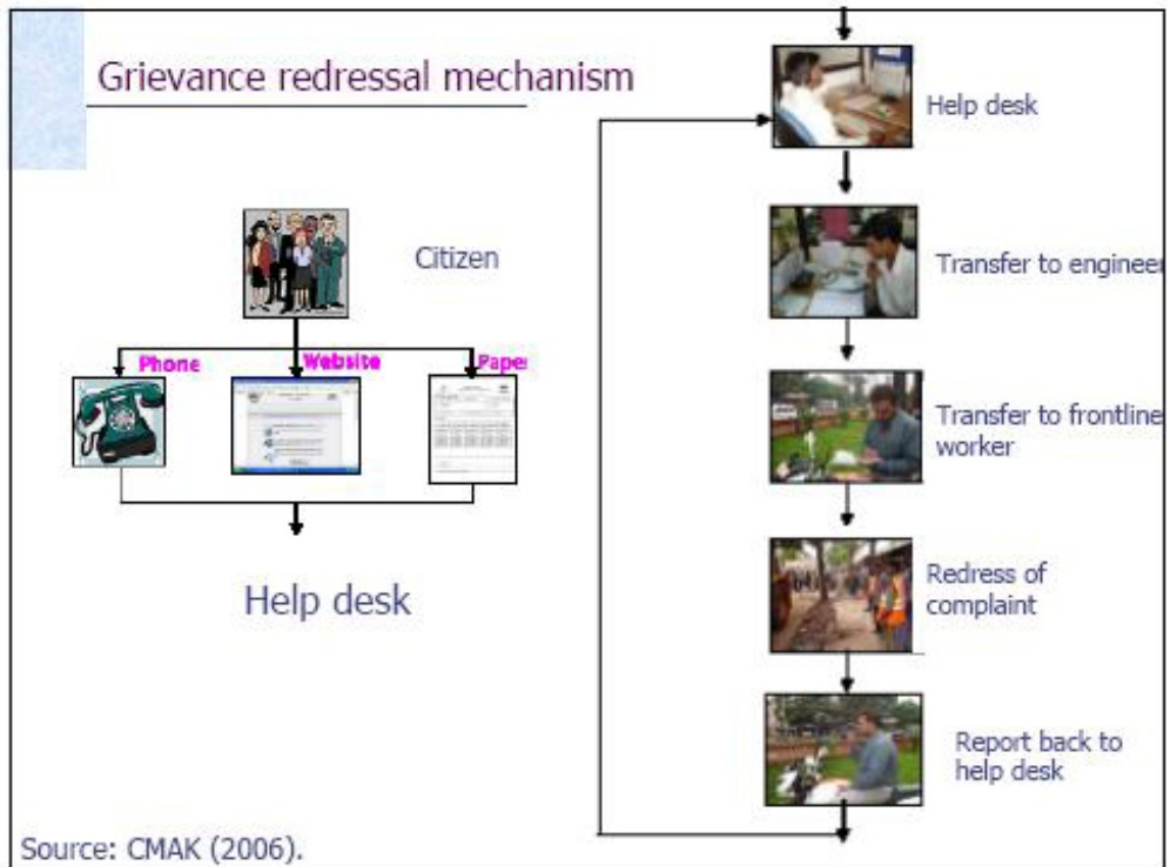 Grievance redressal mechanism
Citizen
Phone
Website
Pape
Help desk
Help desk
Transfer to engineer
Transfer to frontline
worker
Redress of
complaint
Report back to
help desk
Source: CMAK (2006).